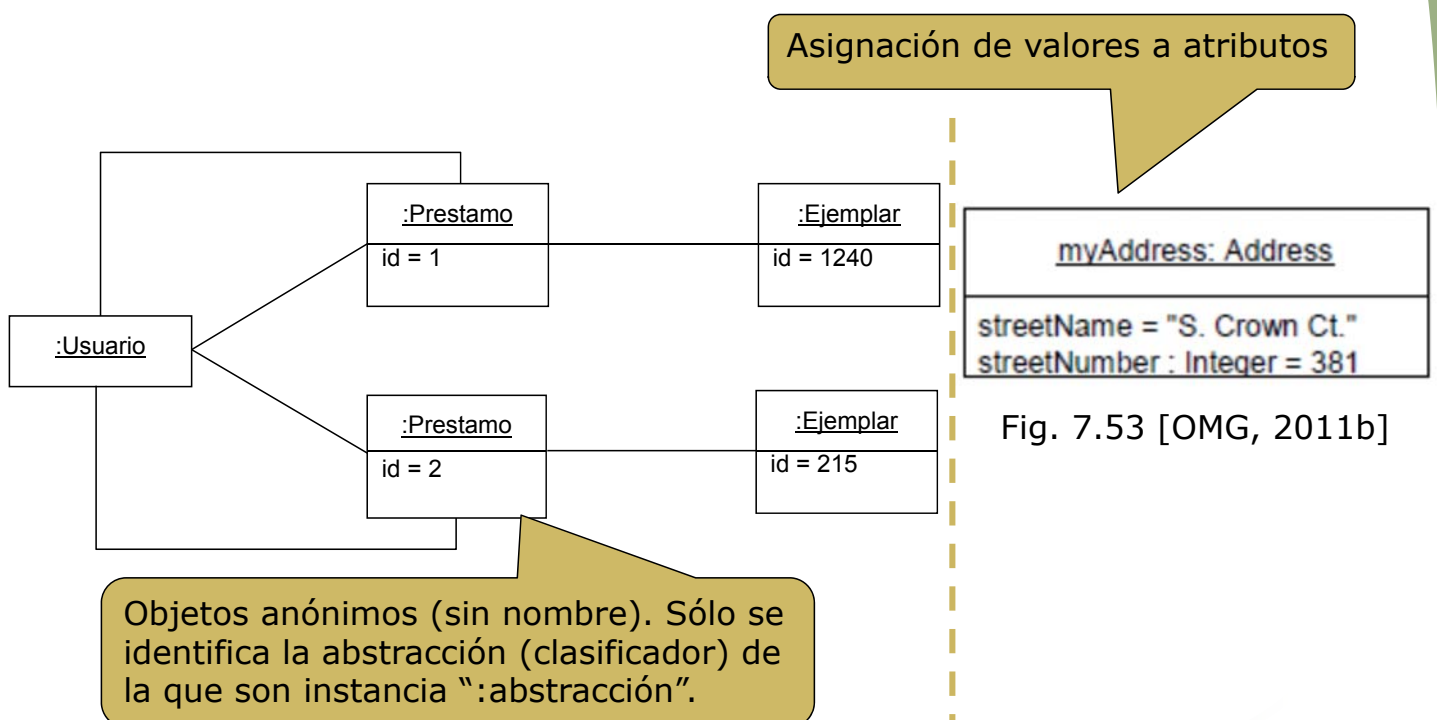 Asignación de valores a atributos
:Prestamo
id = 1
:Ejemplar
id = 1240
:Usuario
:Prestamo
id = 2
:Ejemplar
id = 215
Objetos anónimos (sin nombre). Sólo se
identifica la abstracción (clasificador) de
la que son instancia “:abstracción”.
myAddress: Address
streetName = "S. Crown Ct."
streetNumber : Integer = 381
Fig. 7.53 [OMG, 2011b]